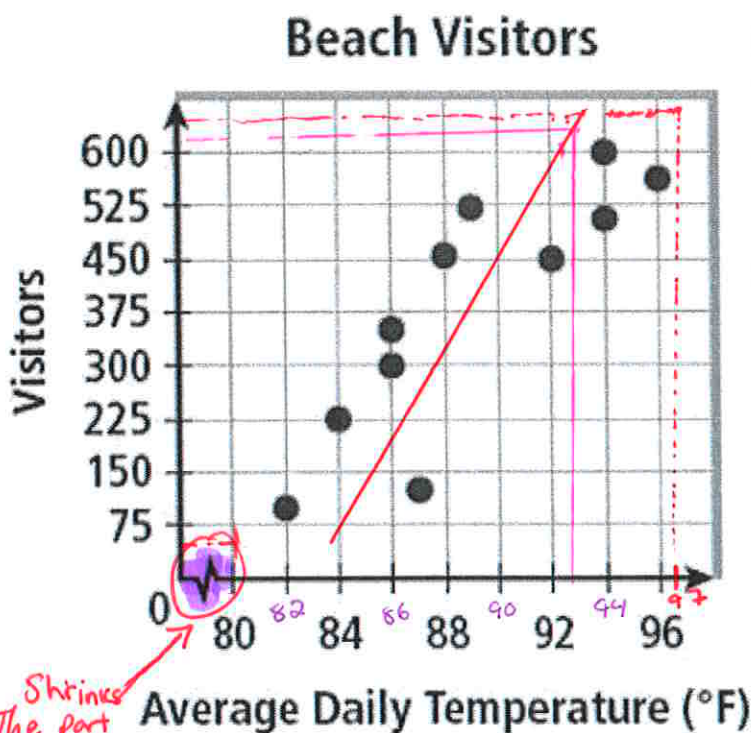 Beach Visitors
600
525
450
375
300
225
150
75
0
Visitors
82 86 90 94 97
80 84 88 92 96
Shrinks
The part
Average Daily Temperature (°F)